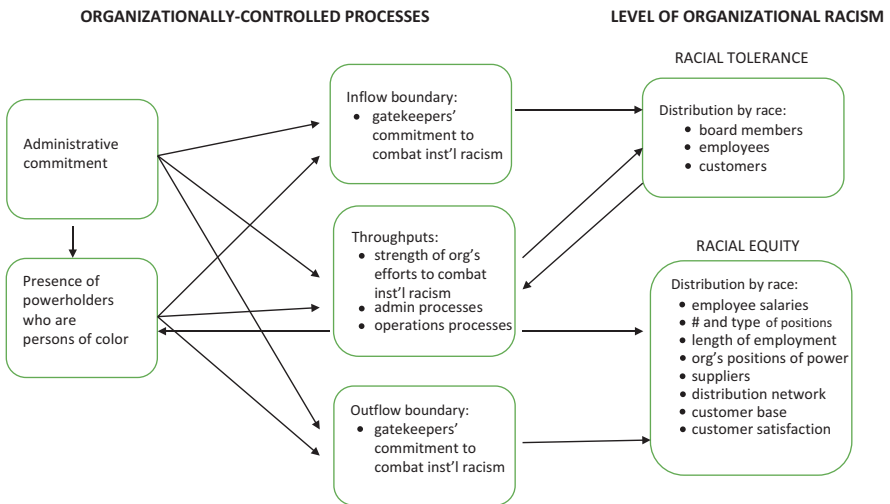 ORGANIZATIONALLY-CONTROLLED PROCESSES
LEVEL OF ORGANIZATIONAL RACISM
Administrative
commitment
Presence of
powerholders
who are
persons of color
Inflow boundary:
• gatekeepers'
commitment to
combat inst'l racism
Throughputs:
• strength of org's
efforts to combat
inst'l racism
• admin processes
• operations processes
Outflow boundary:
• gatekeepers'
commitment to
combat inst'l racism
RACIAL TOLERANCE
Distribution by race:
• board members
• employees
• customers
RACIAL EQUITY
Distribution by race:
• employee salaries
• # and type of positions
• length of employment
• org's positions of power
• suppliers
• distribution network
• customer base
• customer satisfaction